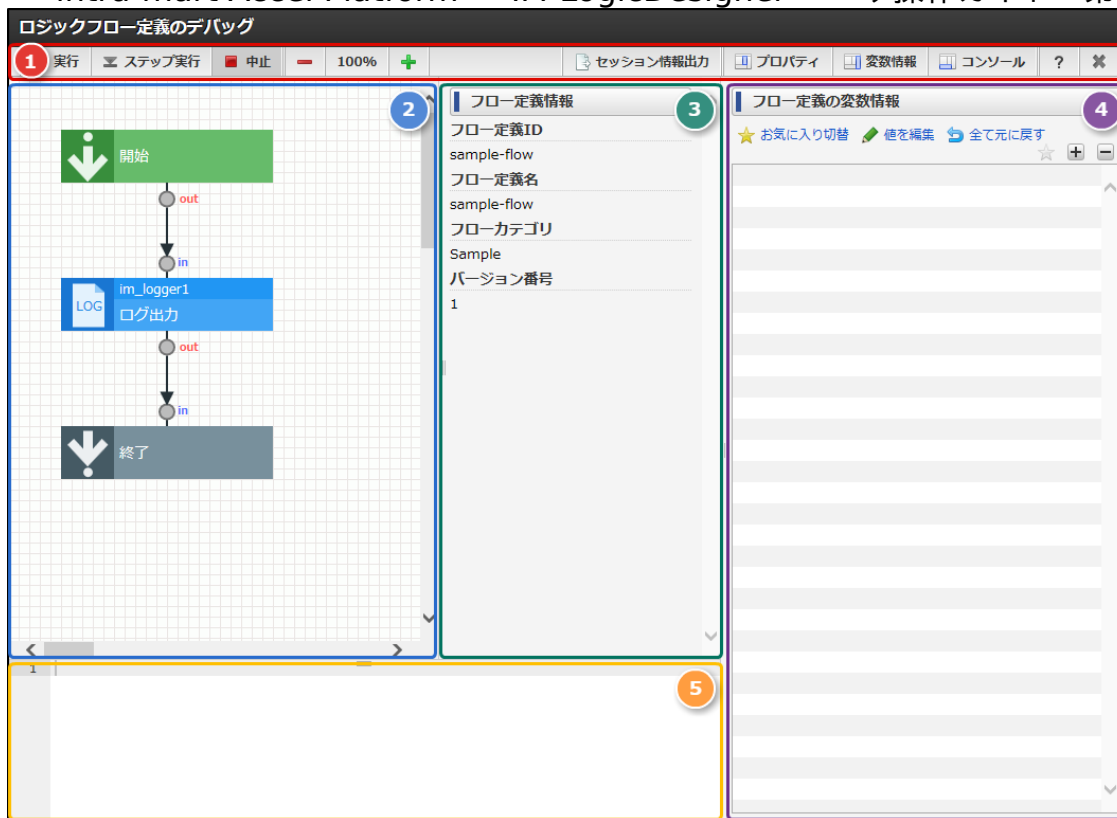 ロジックフロー定義のデバッグ
1 実行 ステップ実行 中止 100% セッション情報出力 プロパティ 変数情報 コンソール ?
2
開始
out
in
im_logger1
LOG
ログ出力
out
in
終了
フロー定義情報
3
フロー定義ID
sample-flow
フロー定義名
sample-flow
フローカテゴリ
Sample
バージョン番号
1
フロー定義の変数情報
4
お気に入り切替 値を編集 全て元に戻す
1
5